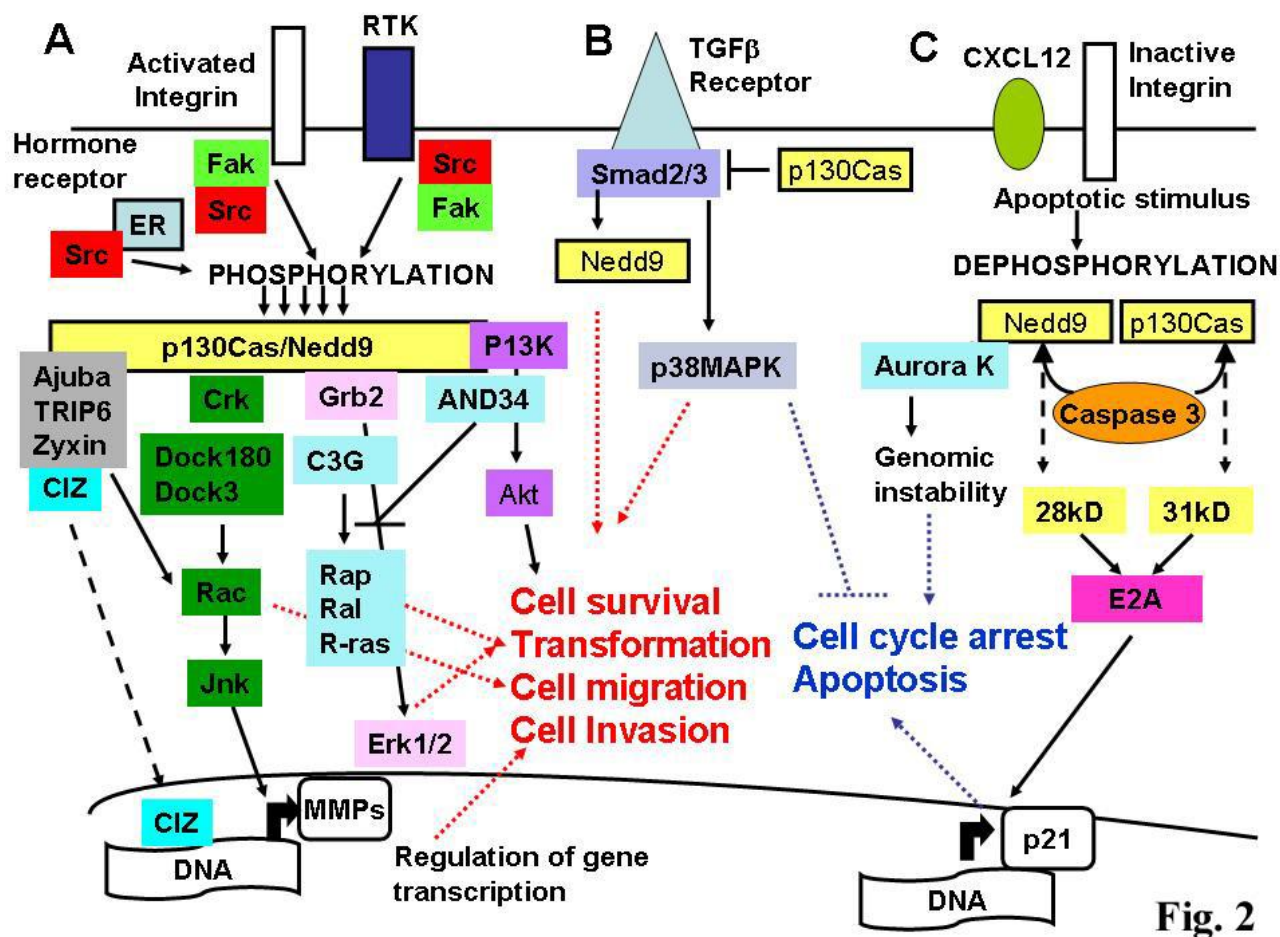 A
Activated
Integrin
RTK
Hormone
receptor
Fak
Src
Src
Fak
ER
Src
PHOSPHORYLATION
p130Cas/Nedd9
P13K
Ajuba
TRIP6
Zyxin
CIZ
Crk
Dock180
Dock3
Rac
Jnk
Grb2
C3G
Rap
Ral
R-ras
Erk1/2
AND34
Akt
Cell survival
Transformation
Cell migration
Cell Invasion
CIZ
DNA
MMPs
Regulation of gene
transcription
B
TGFβ
Receptor
Smad2/3
p130Cas
Nedd9
p38MAPK
Cell cycle arrest
Apoptosis
C
CXCL12
Inactive
Integrin
Apoptotic stimulus
DEPHOSPHORYLATION
Nedd9
p130Cas
Aurora K
Caspase 3
Genomic
instability
28kD
31kD
E2A
p21
DNA
Fig. 2